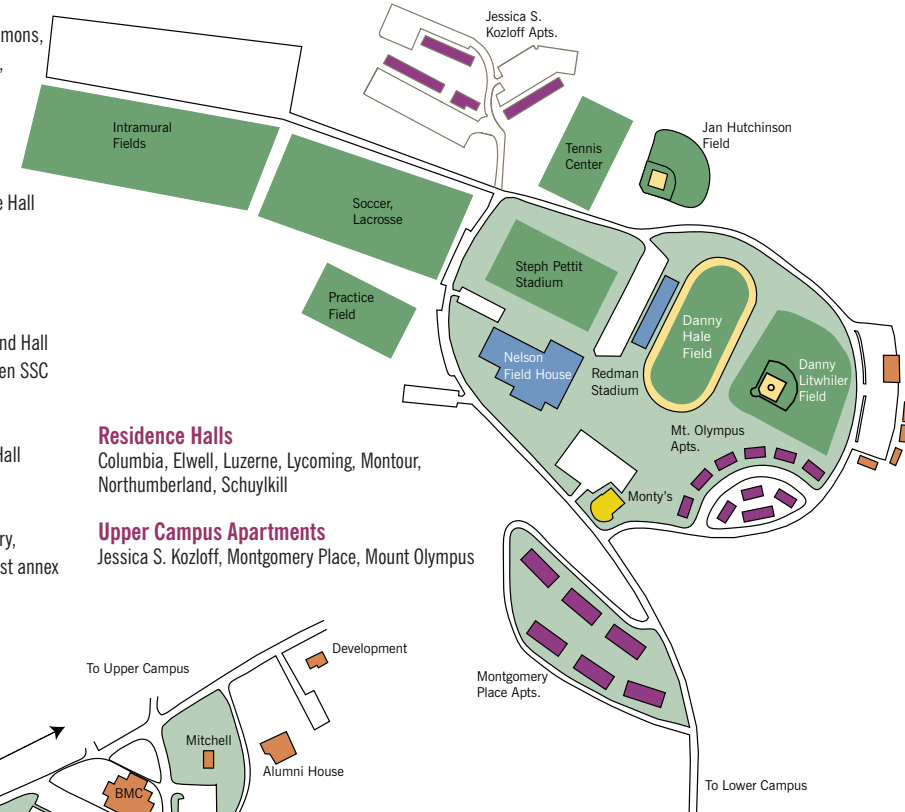 mons,
,
e Hall
nd Hall
en SSC
Hall
ry,
st annex
Jessica S.
Kozloff Apts.
Intramural
Fields
Soccer,
Lacrosse
Practice
Field
Tennis
Center
Jan Hutchinson
Field
Steph Pettit
Stadium
Nelson
Field House
Redman
Stadium
Danny
Hale
Field
Danny
Litwhiler
Field
Mt. Olympus
Apts.
Monty's
Residence Halls
Columbia, Elwell, Luzerne, Lycoming, Montour,
Northumberland, Schuylkill
Upper Campus Apartments
Jessica S. Kozloff, Montgomery Place, Mount Olympus
Montgomery
Place Apts.
Development
To Upper Campus
Mitchell
Alumni House
BMC
To Lower Campus